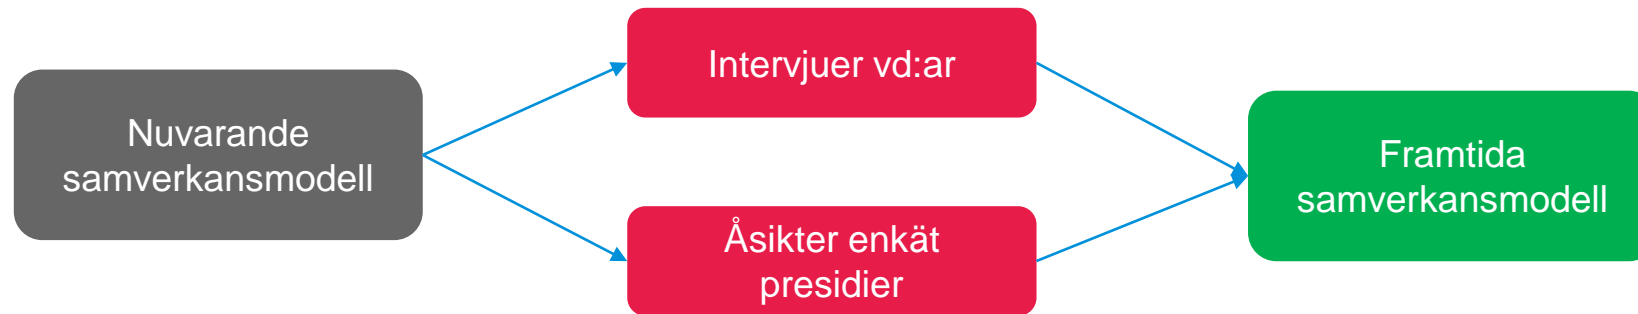 Nuvarande
samverkansmodell
Intervjuer vd:ar
Åsikter enkät
presidier
Framtida
samverkansmodell